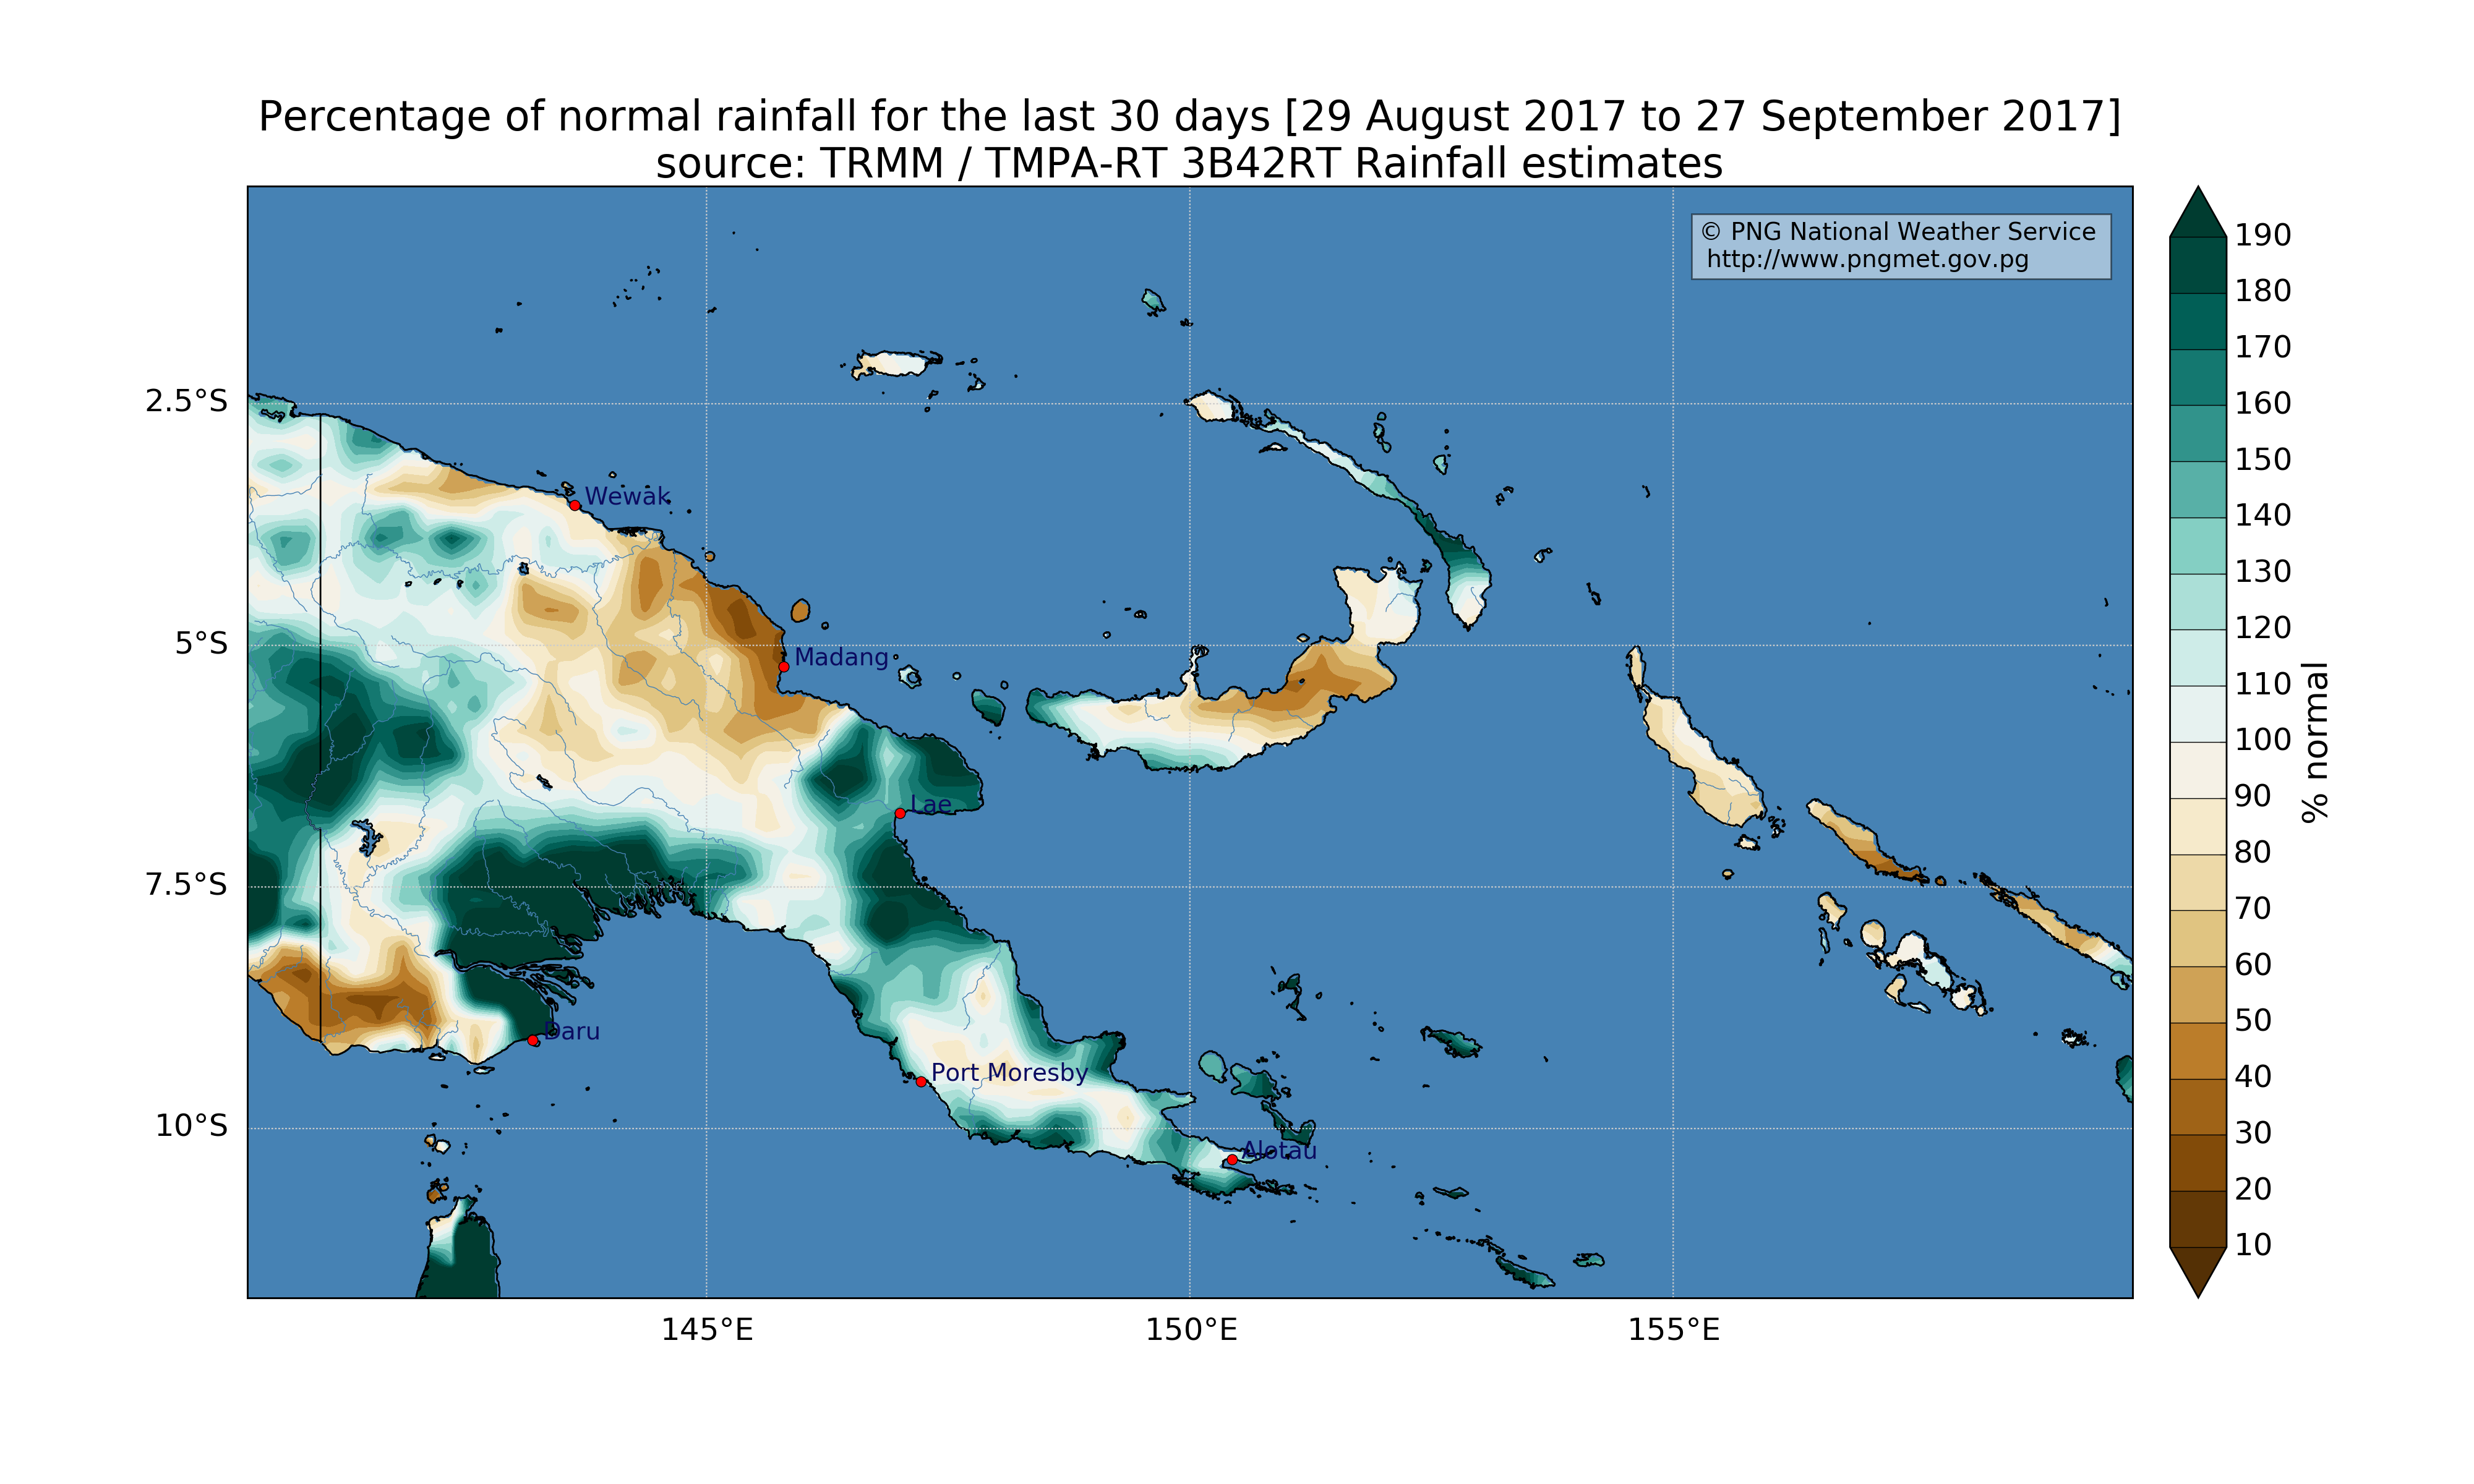 Percentage of normal rainfall for the last 30 days [29 August 2017 to 27 September 2017]
source: TRMM / TMPA-RT 3B42RT Rainfall estimates
© PNG National Weather Service
http://www.pngmet.gov.pg
2.5°S
5°S
7.5°S
10°S
Wewak
Madang
Lae
Daru
Port Moresby
Alotau
145°E
150°E
155°E
190
180
170
160
150
140
130
120
110
100
90
80
70
60
50
40
30
20
10
% normal